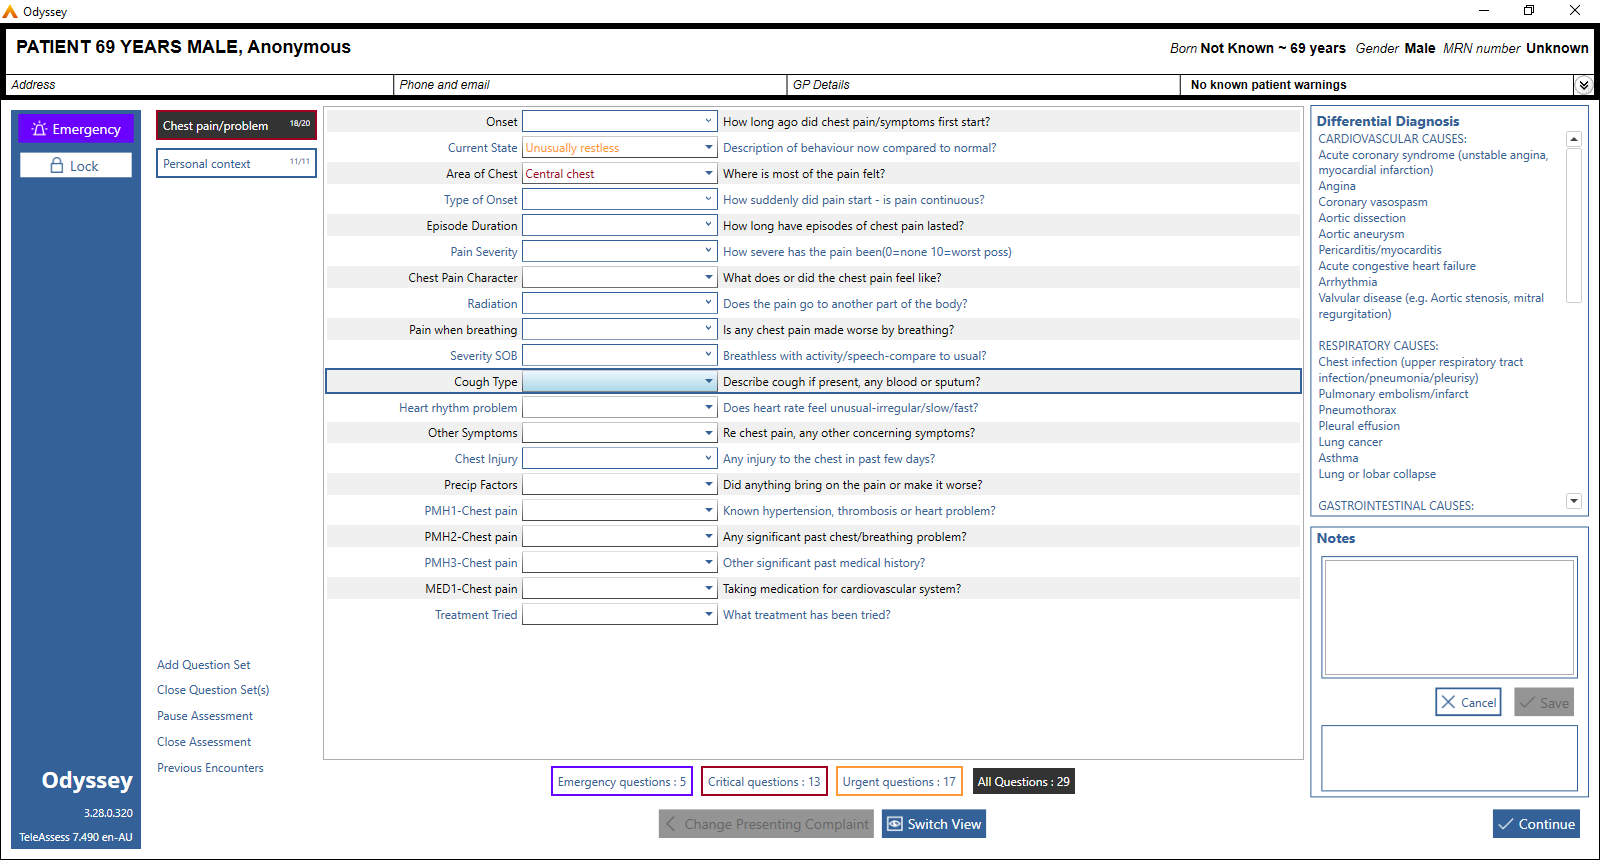 Odyssey
PATIENT 69 YEARS MALE, Anonymous
Born Not Known ~ 69 years Gender Male MRN number Unknown
Address
Phone and email
GP Details
No known patient warnings
Emergency
Lock
Chest pain/problem 18/20
Personal context 11/11
Onset How long ago did chest pain/symptoms first start?
Current State Unusually restless Description of behaviour now compared to normal?
Area of Chest Central chest Where is most of the pain felt?
Type of Onset How suddenly did pain start - is pain continuous?
Episode Duration How long have episodes of chest pain lasted?
Pain Severity How severe has the pain been(0=none 10=worst poss)
Chest Pain Character What does or did the chest pain feel like?
Radiation Does the pain go to another part of the body?
Pain when breathing Is any chest pain made worse by breathing?
Severity SOB Breathless with activity/speech-compare to usual?
Cough Type Describe cough if present, any blood or sputum?
Heart rhythm problem Does heart rate feel unusual-irregular/slow/fast?
Other Symptoms Re chest pain, any other concerning symptoms?
Chest Injury Any injury to the chest in past few days?
Precip Factors Did anything bring on the pain or make it worse?
PMH1-Chest pain Known hypertension, thrombosis or heart problem?
PMH2-Chest pain Any significant past chest/breathing problem?
PMH3-Chest pain Other significant past medical history?
MED1-Chest pain Taking medication for cardiovascular system?
Treatment Tried What treatment has been tried?
Differential Diagnosis
CARDIOVASCULAR CAUSES:
Acute coronary syndrome (unstable angina,
myocardial infarction)
Angina
Coronary vasospasm
Aortic dissection
Aortic aneurysm
Pericarditis/myocarditis
Acute congestive heart failure
Arrhythmia
Valvular disease (e.g. Aortic stenosis, mitral
regurgitation)
RESPIRATORY CAUSES:
Chest infection (upper respiratory tract
infection/pneumonia/pleurisy)
Pulmonary embolism/infarct
Pneumothorax
Pleural effusion
Lung cancer
Asthma
Lung or lobar collapse
GASTROINTESTINAL CAUSES:
Notes
Cancel
Save
Add Question Set
Close Question Set(s)
Pause Assessment
Close Assessment
Previous Encounters
Odyssey
3.28.0.320
TeleAssess 7.490 en-AU
Emergency questions : 5
Critical questions : 13
Urgent questions : 17
All Questions : 29
Change Presenting Complaint
Switch View
Continue